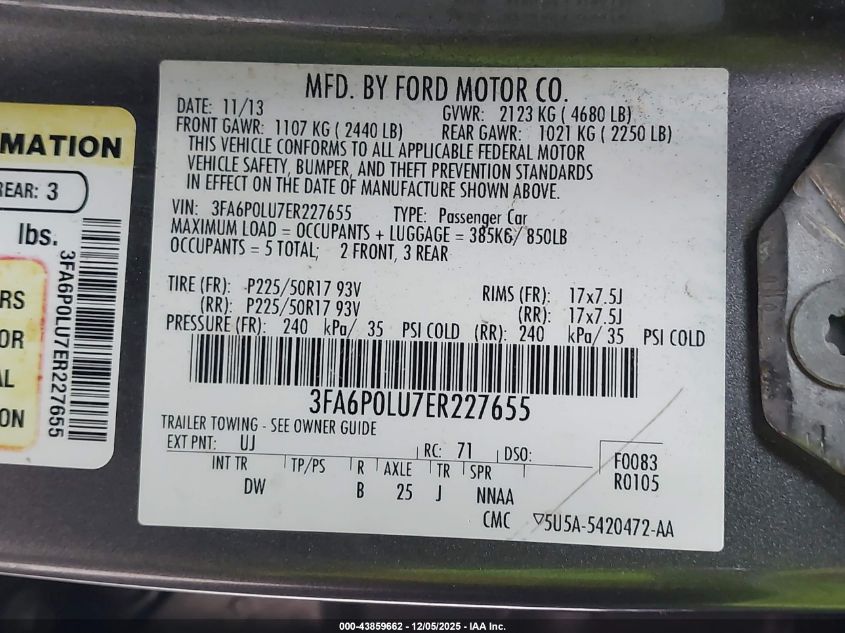 MFD. BY FORD MOTOR CO.
DATE: 11/13 GVWR: 2123 KG ( 4680 LB)
FRONT GAWR: 1107 KG ( 2440 LB) REAR GAWR: 1021 KG ( 2250 LB)
THIS VEHICLE CONFORMS TO ALL APPLICABLE FEDERAL MOTOR
VEHICLE SAFETY, BUMPER, AND THEFT PREVENTION STANDARDS
IN EFFECT ON THE DATE OF MANUFACTURE SHOWN ABOVE.
VIN: 3FA6P0LU7ER227655 TYPE: Passenger Car
MAXIMUM LOAD = OCCUPANTS + LUGGAGE = 385KG/ 850LB
OCCUPANTS = 5 TOTAL; 2 FRONT, 3 REAR
TIRE (FR): P225/50R17 93V RIMS (FR): 17x7.5J
(RR): P225/50R17 93V (RR): 17x7.5J
PRESSURE (FR): 240 kPa/ 35 PSI COLD (RR): 240 kPa/ 35 PSI COLD
3FA6P0LU7ER227655
TRAILER TOWING - SEE OWNER GUIDE
EXT PNT: UJ RC: 71 DSO:
F0083
R0105
INT TR TP/PS R AXLE TR SPR
DW B 25 J NNAA
CMC ▽5U5A-5420472-AA
MATION
REAR: 3
lbs.
3FA6P0LU7ER227655
RS
OR
AL
ON
000-43859662 - 12/05/2025 - IAA Inc.